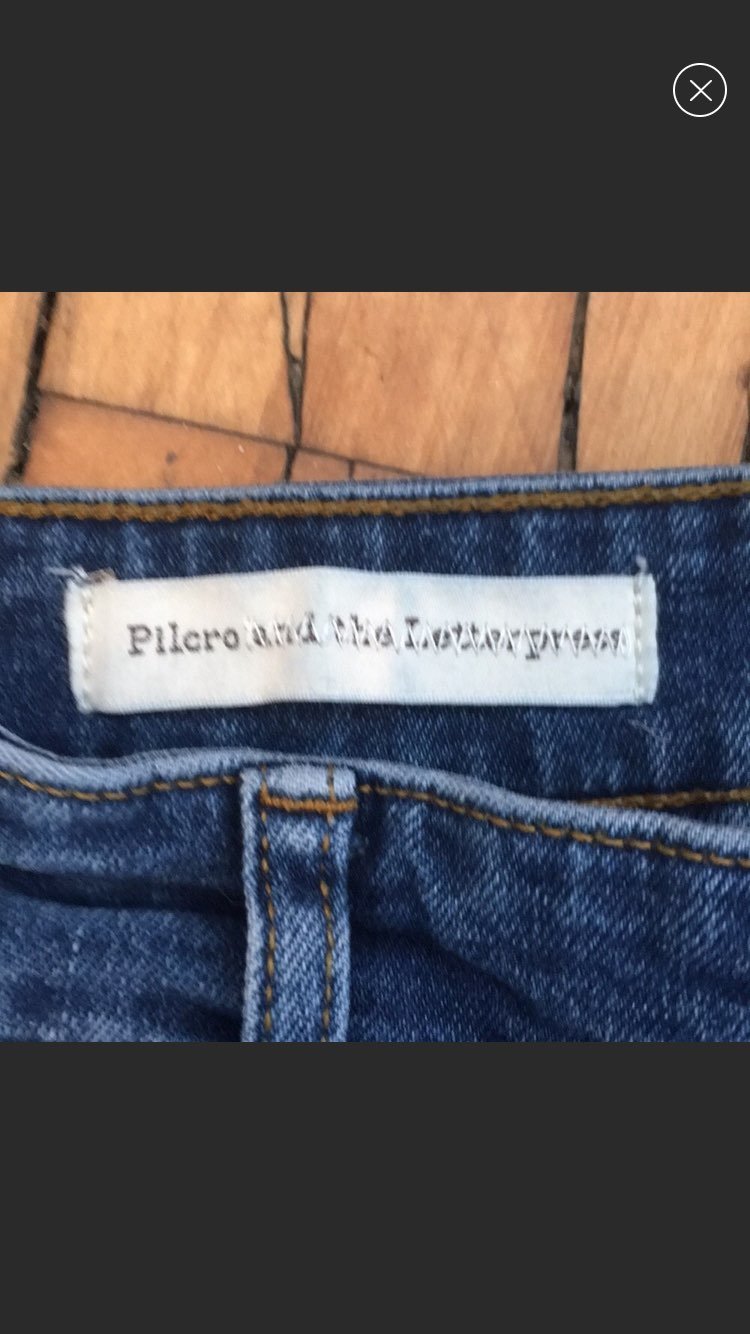 Pilcro and the Letterpress